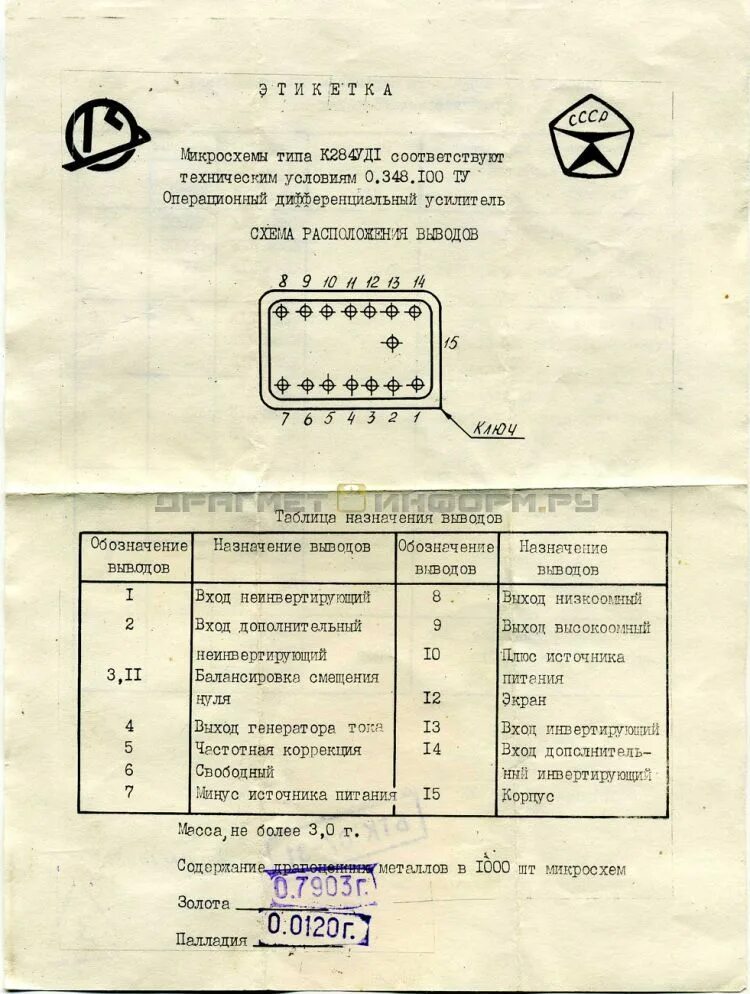 ЭТИКЕТКА
СССР
Микросхемы типа К284УДI соответствуют
техническим условиям 0.348.I00 ТУ
Операционный дифференциальный усилитель
СХЕМА РАСПОЛОЖЕНИЯ ВЫВОДОВ
8 9 10 11 12 13 14
15
7 6 5 4 3 2 1
КЛЮЧ
ДРАГМЕТ ИНФОРМ.РУ
Таблица назначения выводов
Обозначение выводов
Назначение выводов
Обозначение выводов
Назначение выводов
I Вход неинвертирующий
2 Вход дополнительный
неинвертирующий
3,II Балансировка смещения
нуля
4 Выход генератора тока
5 Частотная коррекция
6 Свободный
7 Минус источника питания
8 Выход низкоомный
9 Выход высокоомный
I0 Плюс источника
питания
I2 Экран
I3 Вход инвертирующий
I4 Вход дополнитель-
ный инвертирующий
I5 Корпус
Масса, не более 3,0 г.
Содержание драгоценных металлов в I000 шт микросхем
Золота 0.7903г.
Палладия 0.0120г.